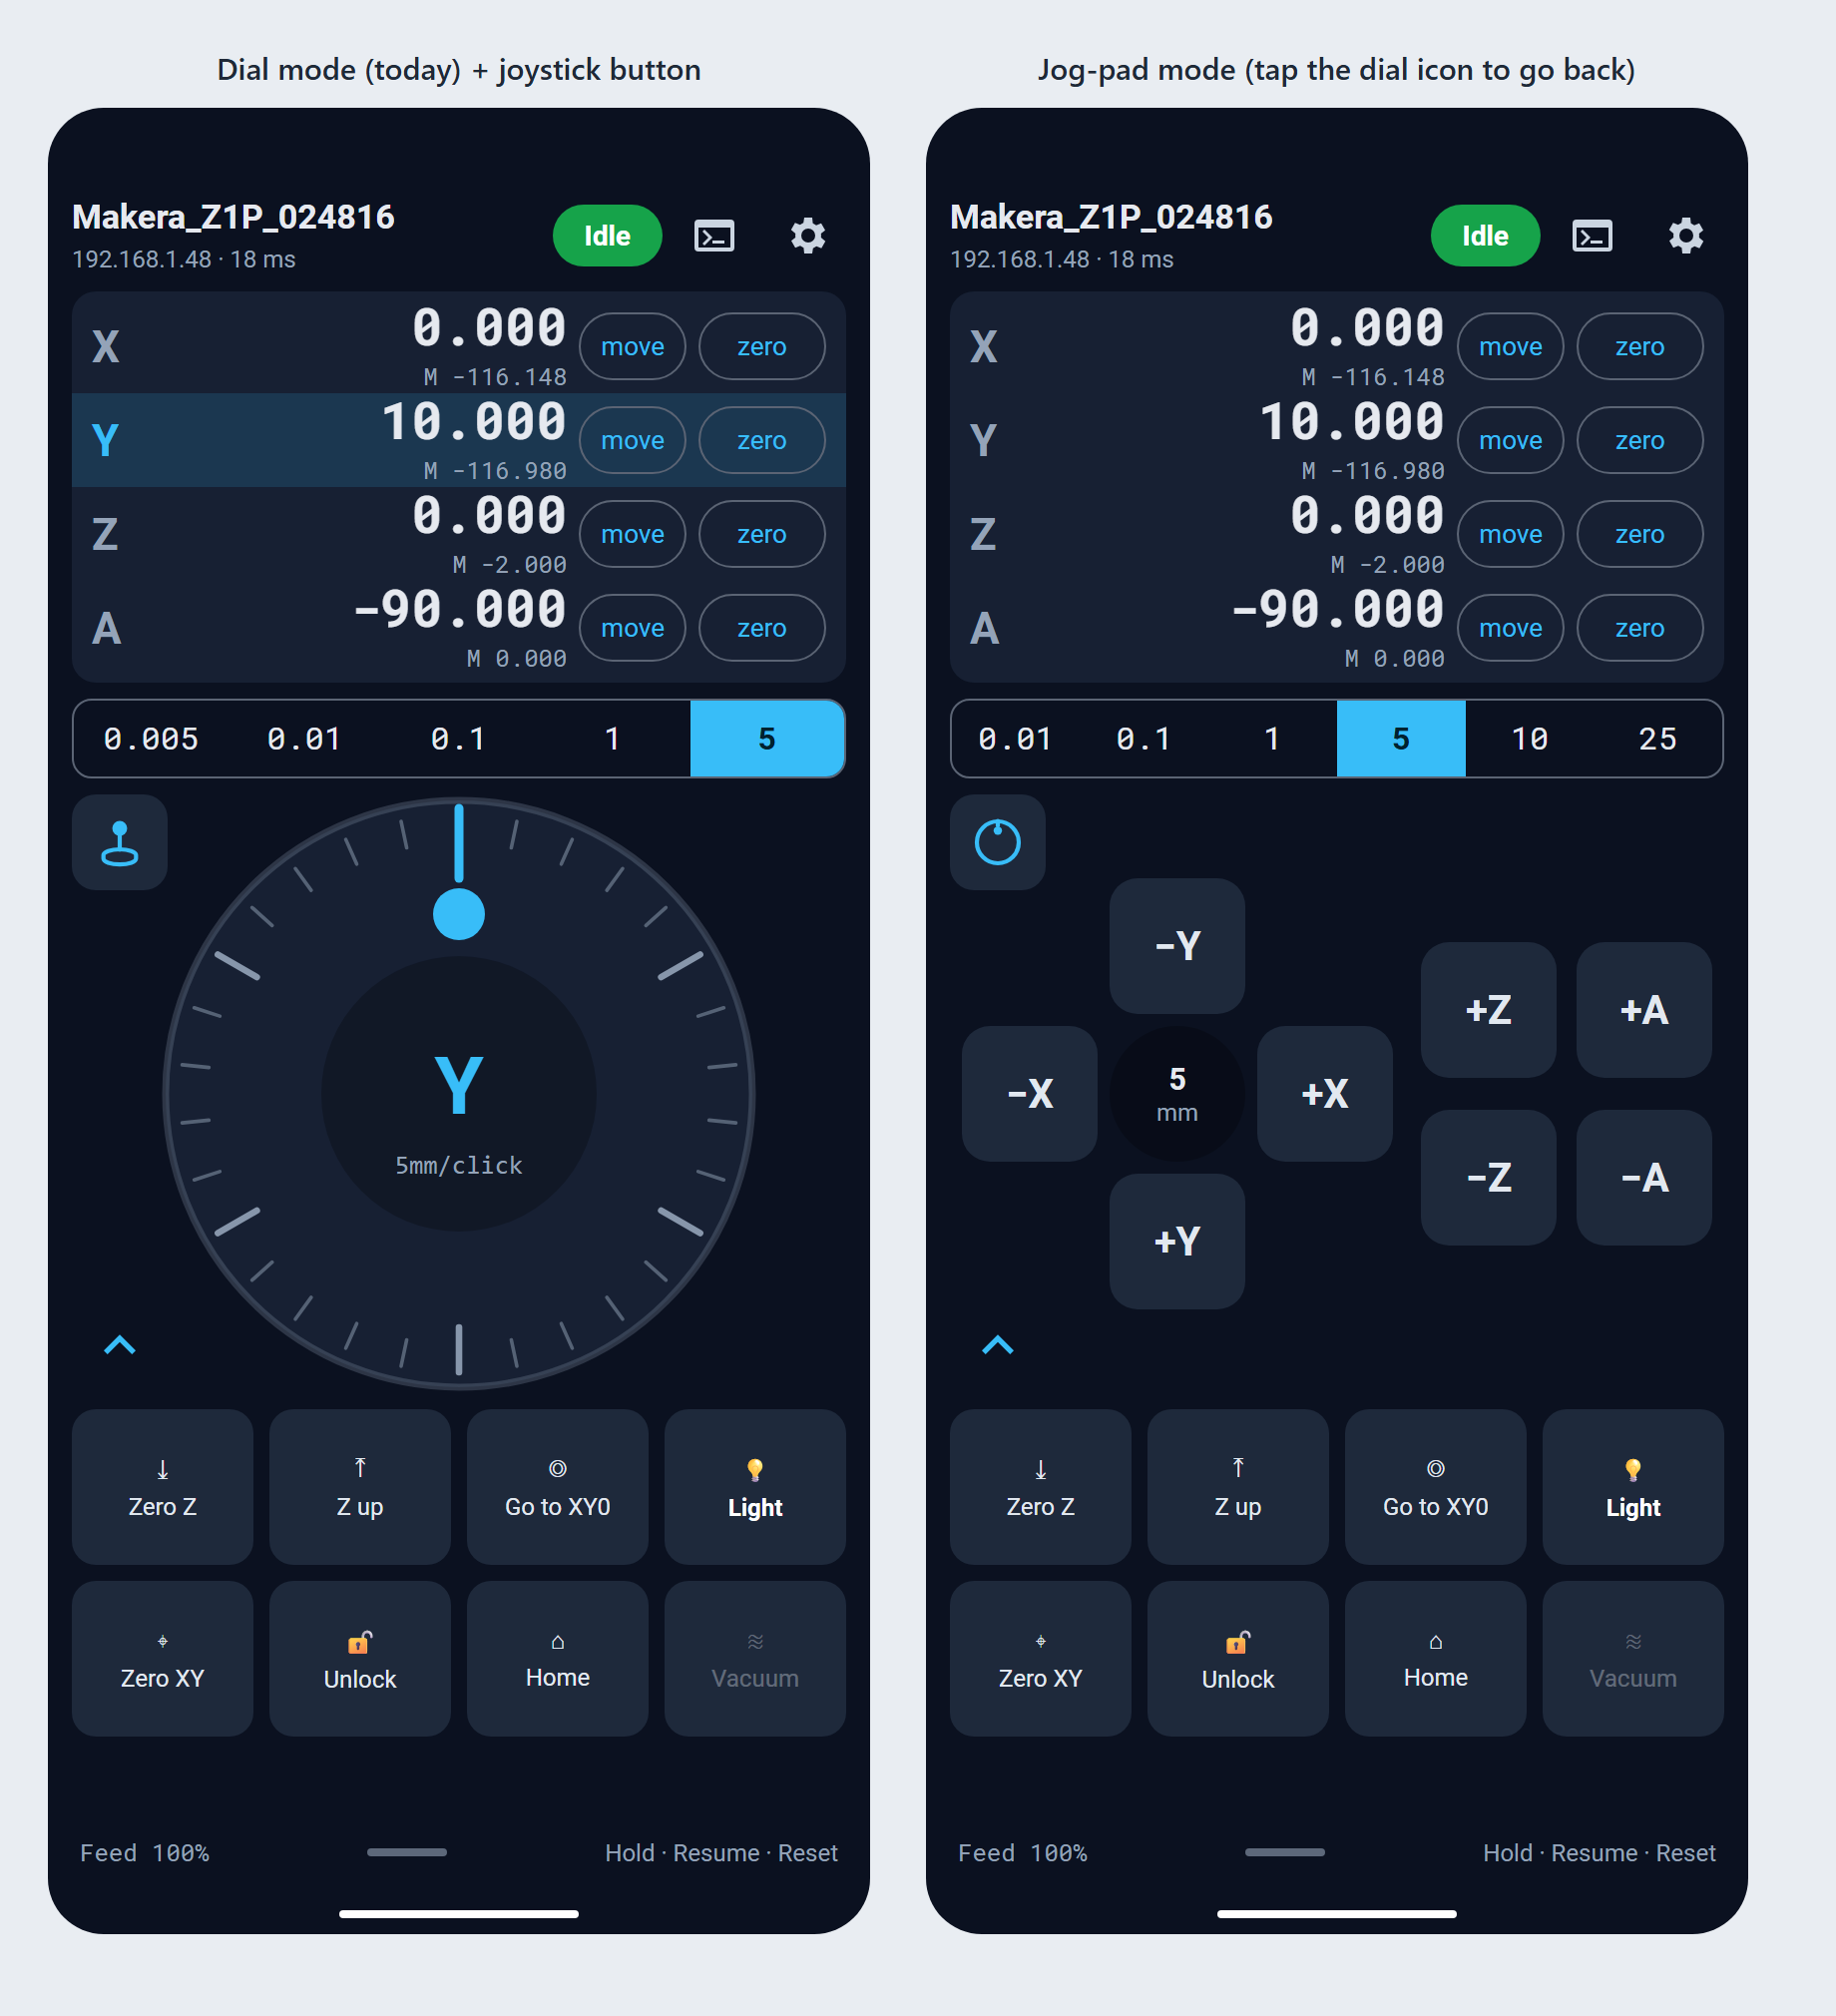 Dial mode (today) + joystick button
Makera_Z1P_024816
Idle
192.168.1.48 · 18 ms
X 0.000 move zero
M -116.148
Y 10.000 move zero
M -116.980
Z 0.000 move zero
M -2.000
A -90.000 move zero
M 0.000
0.005 0.01 0.1 1 5
Y
5mm/click
Zero Z Z up Go to XY0 Light
Zero XY Unlock Home Vacuum
Feed 100% Hold · Resume · Reset
Jog-pad mode (tap the dial icon to go back)
Makera_Z1P_024816
Idle
192.168.1.48 · 18 ms
X 0.000 move zero
M -116.148
Y 10.000 move zero
M -116.980
Z 0.000 move zero
M -2.000
A -90.000 move zero
M 0.000
0.01 0.1 1 5 10 25
−Y
+Z +A
−X 5 +X
mm
−Z −A
+Y
Zero Z Z up Go to XY0 Light
Zero XY Unlock Home Vacuum
Feed 100% Hold · Resume · Reset